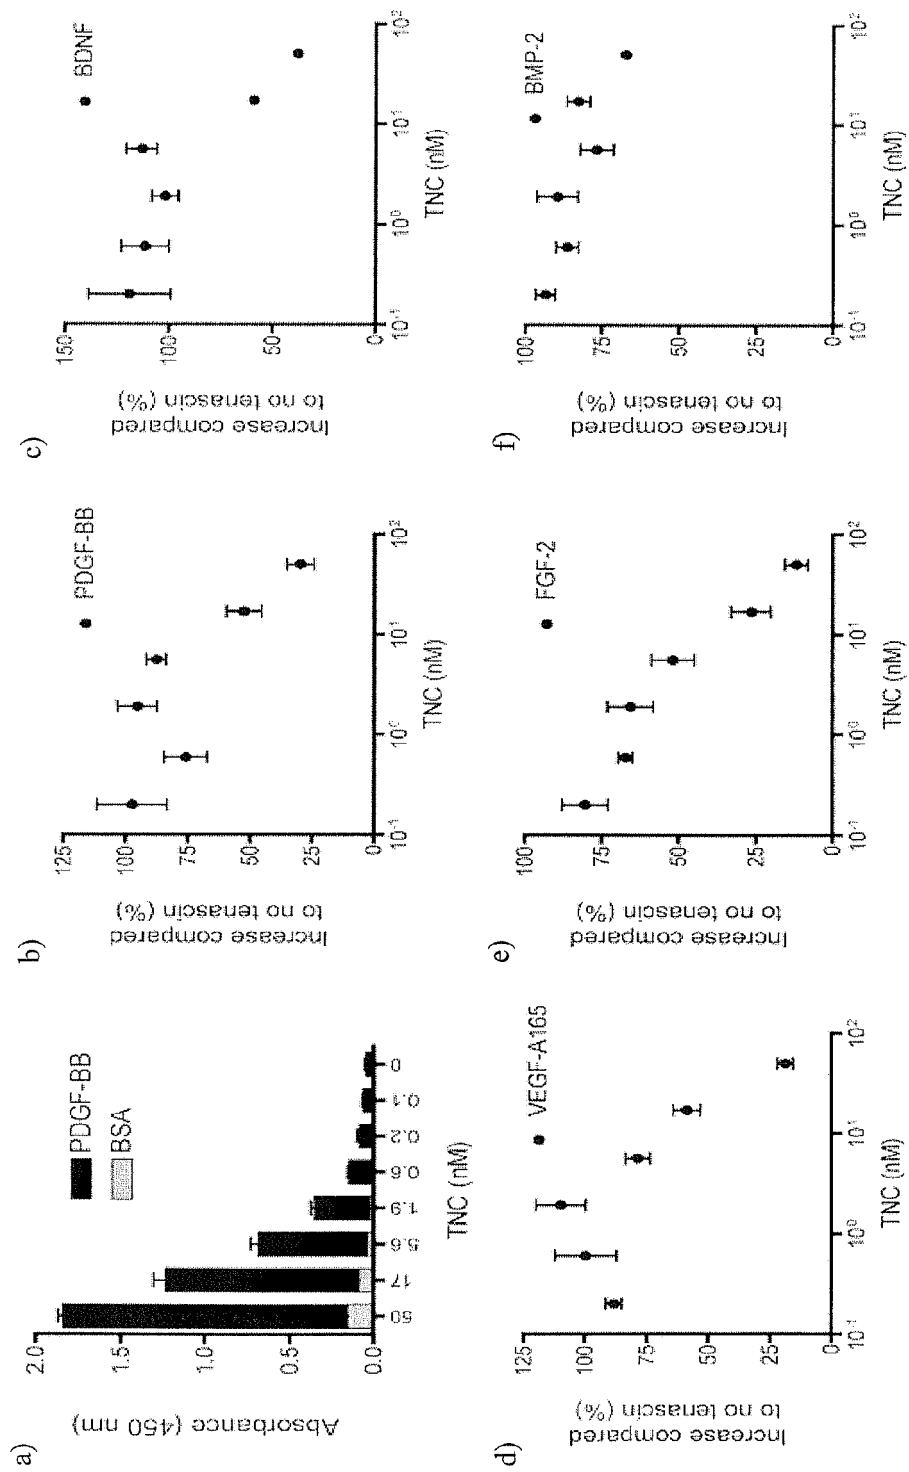 a)
Absorbance (450 nm)
2.0
1.5
1.0
0.5
0.0
PDGF-BB
BSA
50
17
5.6
1.9
0.6
0.2
0.1
0
TNC (nM)
b)
Increase compared
to no tenascin (%)
125
100
75
50
25
0
PDGF-BB
10-1
100
101
102
TNC (nM)
c)
Increase compared
to no tenascin (%)
150
100
50
0
BDNF
10-1
100
101
102
TNC (nM)
d)
Increase compared
to no tenascin (%)
125
100
75
50
25
0
VEGF-A165
10-1
100
101
102
TNC (nM)
e)
Increase compared
to no tenascin (%)
100
75
50
25
0
FGF-2
10-1
100
101
102
TNC (nM)
f)
Increase compared
to no tenascin (%)
100
75
50
25
0
BMP-2
10-1
100
101
102
TNC (nM)